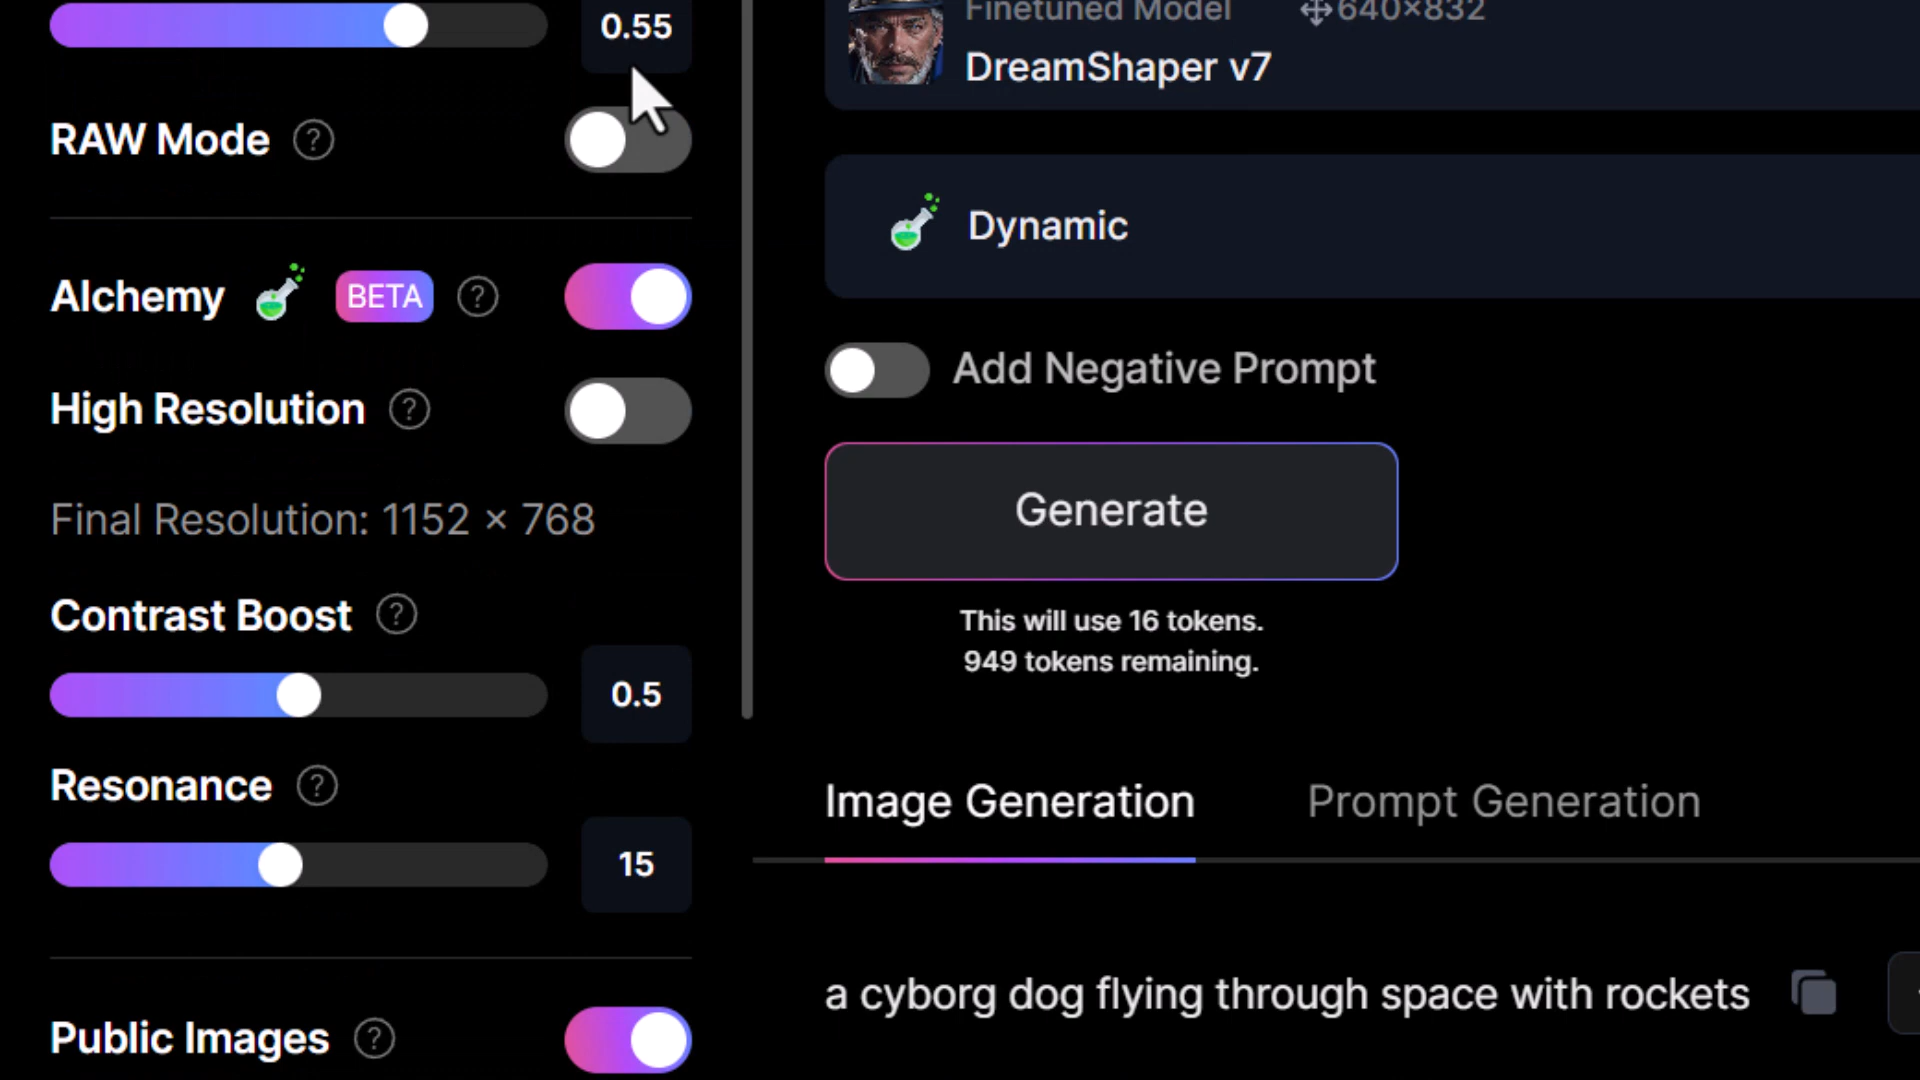 0.55
RAW Mode ?
Alchemy BETA ?
High Resolution ?
Final Resolution: 1152 × 768
Contrast Boost ?
0.5
Resonance ?
15
Public Images ?
Finetuned Model 640×832
DreamShaper v7
Dynamic
Add Negative Prompt
Generate
This will use 16 tokens.
949 tokens remaining.
Image Generation Prompt Generation
a cyborg dog flying through space with rockets